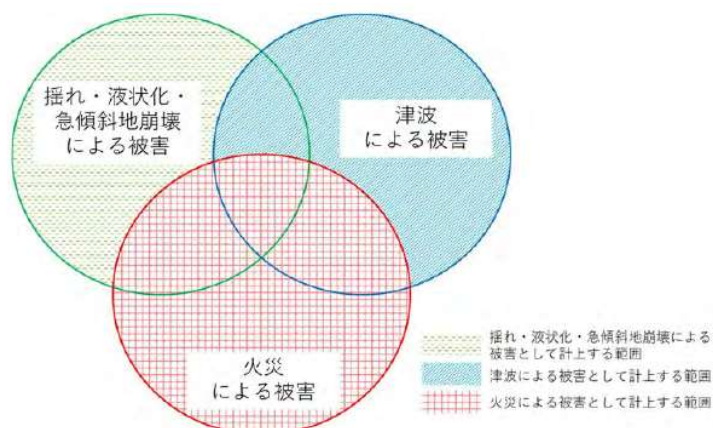 揺れ・液状化・
急傾斜地崩壊
による被害
津波
による被害
火災
による被害
揺れ・液状化・急傾斜地崩壊による
被害として計上する範囲
津波による被害として計上する範囲
火災による被害として計上する範囲